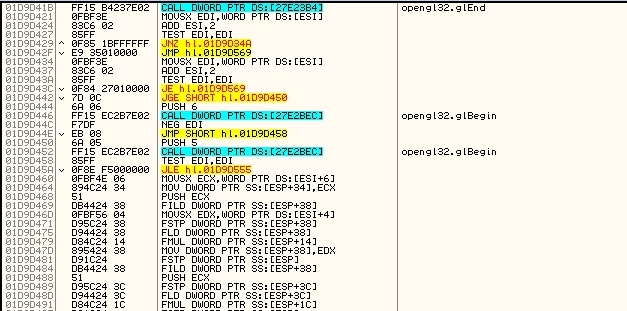 01D9D41B FF15 B4237E02 CALL DWORD PTR DS:[27E23B4] opengl32.glEnd
01D9D421 0FBF3E MOVSX EDI,WORD PTR DS:[ESI]
01D9D424 83C6 02 ADD ESI,2
01D9D427 85FF TEST EDI,EDI
01D9D429 ^ 0F85 1BFFFFFF JNZ hl.01D9D34A
01D9D42F v E9 35010000 JMP hl.01D9D569
01D9D434 0FBF3E MOVSX EDI,WORD PTR DS:[ESI]
01D9D437 83C6 02 ADD ESI,2
01D9D43A 85FF TEST EDI,EDI
01D9D43C v 0F84 27010000 JE hl.01D9D569
01D9D442 v 7D 0C JGE SHORT hl.01D9D450
01D9D444 6A 06 PUSH 6
01D9D446 FF15 EC2B7E02 CALL DWORD PTR DS:[27E2BEC] opengl32.glBegin
01D9D44C F7DF NEG EDI
01D9D44E v EB 08 JMP SHORT hl.01D9D458
01D9D450 6A 05 PUSH 5
01D9D452 FF15 EC2B7E02 CALL DWORD PTR DS:[27E2BEC] opengl32.glBegin
01D9D458 85FF TEST EDI,EDI
01D9D45A v 0F8E F5000000 JLE hl.01D9D555
01D9D460 0FBF4E 06 MOVSX ECX,WORD PTR DS:[ESI+6]
01D9D464 894C24 34 MOV DWORD PTR SS:[ESP+34],ECX
01D9D468 51 PUSH ECX
01D9D469 DB4424 38 FILD DWORD PTR SS:[ESP+38]
01D9D46D 0FBF56 04 MOVSX EDX,WORD PTR DS:[ESI+4]
01D9D471 D95C24 38 FSTP DWORD PTR SS:[ESP+38]
01D9D475 D94424 38 FLD DWORD PTR SS:[ESP+38]
01D9D479 D84C24 14 FMUL DWORD PTR SS:[ESP+14]
01D9D47D 895424 38 MOV DWORD PTR SS:[ESP+38],EDX
01D9D481 D91C24 FSTP DWORD PTR SS:[ESP]
01D9D484 DB4424 38 FILD DWORD PTR SS:[ESP+38]
01D9D488 51 PUSH ECX
01D9D489 D95C24 3C FSTP DWORD PTR SS:[ESP+3C]
01D9D48D D94424 3C FLD DWORD PTR SS:[ESP+3C]
01D9D491 D84C24 1C FMUL DWORD PTR SS:[ESP+1C]